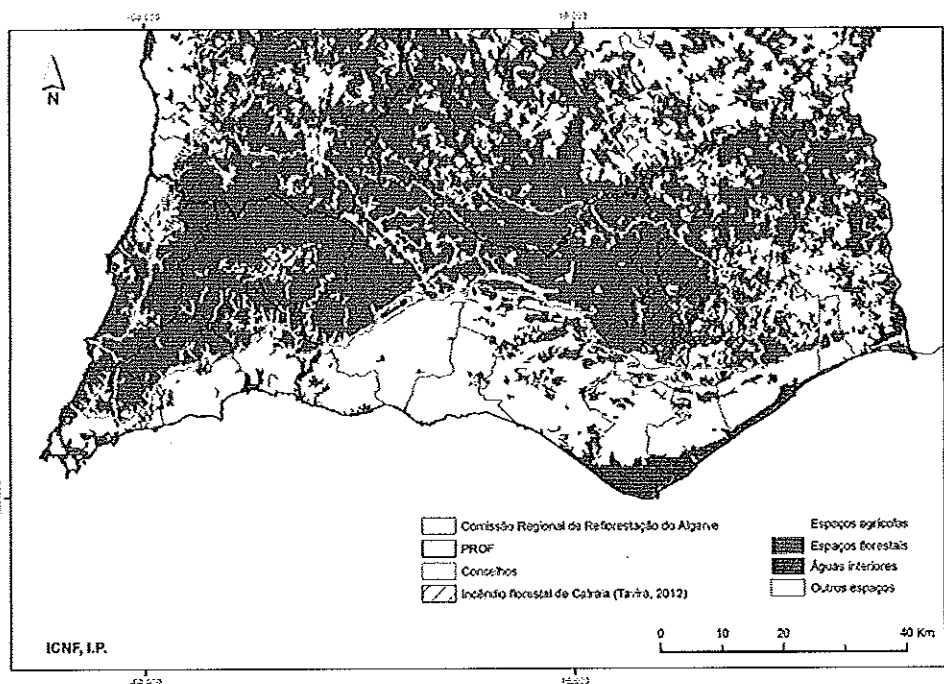 N
Comissão Regional de Reflorestação do Algarve
PROF
Concelhos
Incêndio florestal de Catraia (Tavira, 2012)
Espaços agrícolas
Espaços florestais
Águas interiores
Outros espaços
ICNF, I.P.
0 10 20 40 Km